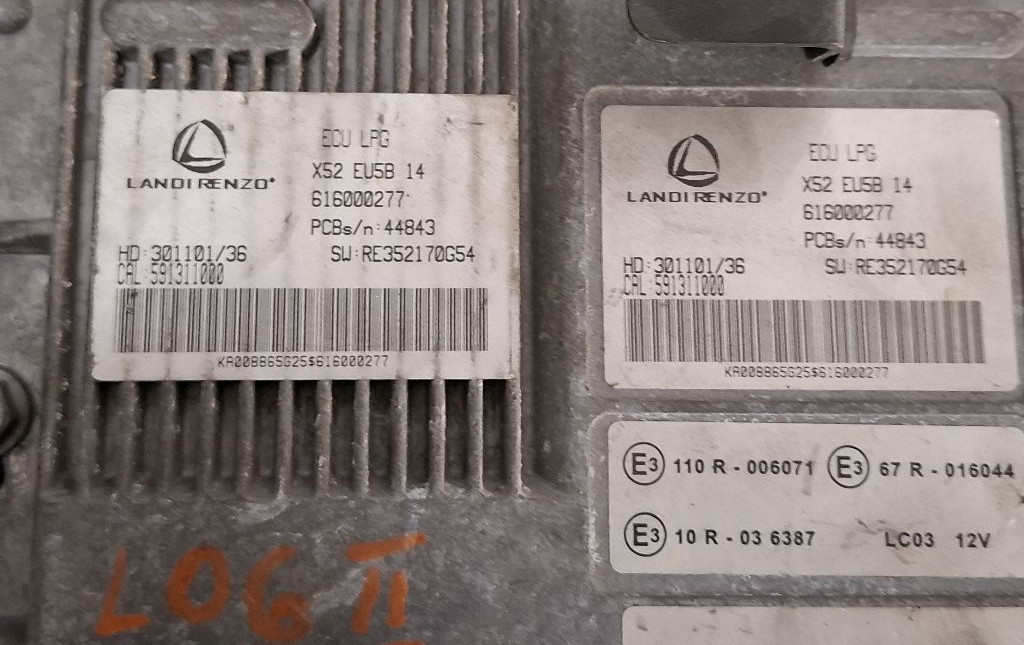 LANDIRENZO
ECU LPG
X52 EU5B 14
616000277
PCBs/n:44843
HD:301101/36 SW:RE352170G54
CAL:591311000
KA008865G25$616000277
LANDIRENZO
ECU LPG
X52 EU5B 14
616000277
PCBs/n:44843
HD:301101/36 SW:RE352170G54
CAL:591311000
KA008865G25$616000277
E3 110 R - 006071 E3 67 R - 016044
E3 10 R - 03 6387 LC03 12V
LOG II